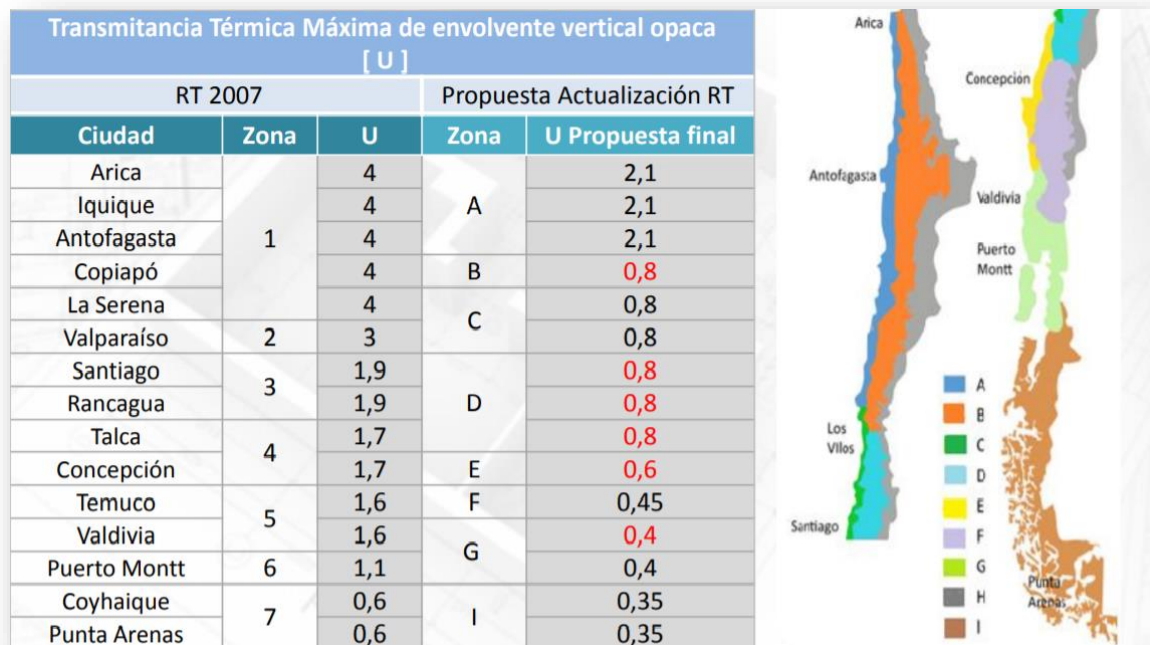 Transmitancia Térmica Máxima de envolvente vertical opaca
[ U ]
RT 2007 Propuesta Actualización RT
Ciudad Zona U Zona U Propuesta final
Arica 1 4 A 2,1
Iquique 4 2,1
Antofagasta 4 2,1
Copiapó 4 B 0,8
La Serena 4 C 0,8
Valparaíso 2 3 0,8
Santiago 3 1,9 D 0,8
Rancagua 1,9 0,8
Talca 4 1,7 0,8
Concepción 1,7 E 0,6
Temuco 5 1,6 F 0,45
Valdivia 1,6 G 0,4
Puerto Montt 6 1,1 0,4
Coyhaique 7 0,6 I 0,35
Punta Arenas 0,6 0,35
Arica
Antofagasta
Los
Vilos
Santiago
Concepción
Valdivia
Puerto
Montt
Punta
Arenas
A
B
C
D
E
F
G
H
I